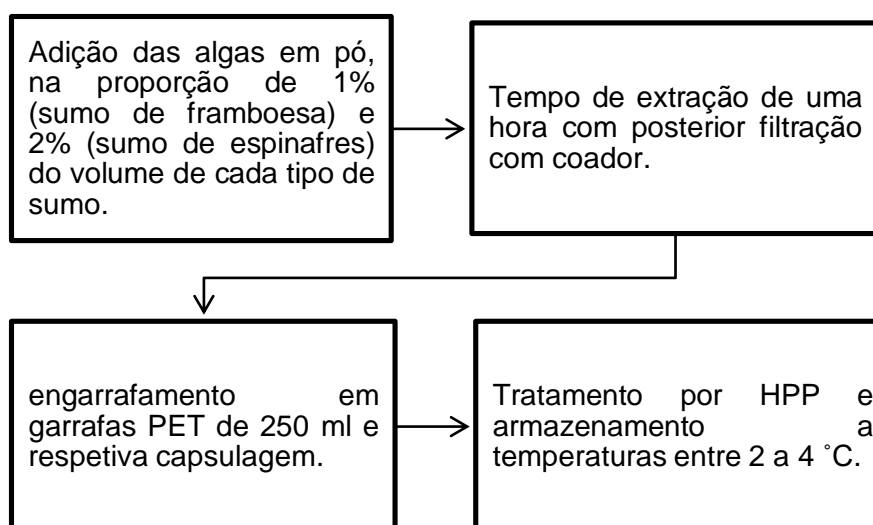 Adição das algas em pó,
na proporção de 1%
(sumo de framboesa) e
2% (sumo de espinafres)
do volume de cada tipo de
sumo.
Tempo de extração de uma
hora com posterior filtração
com coador.
engarrafamento em
garrafas PET de 250 ml e
respetiva capsulagem.
Tratamento por HPP e
armazenamento a
temperaturas entre 2 a 4 ˚C.